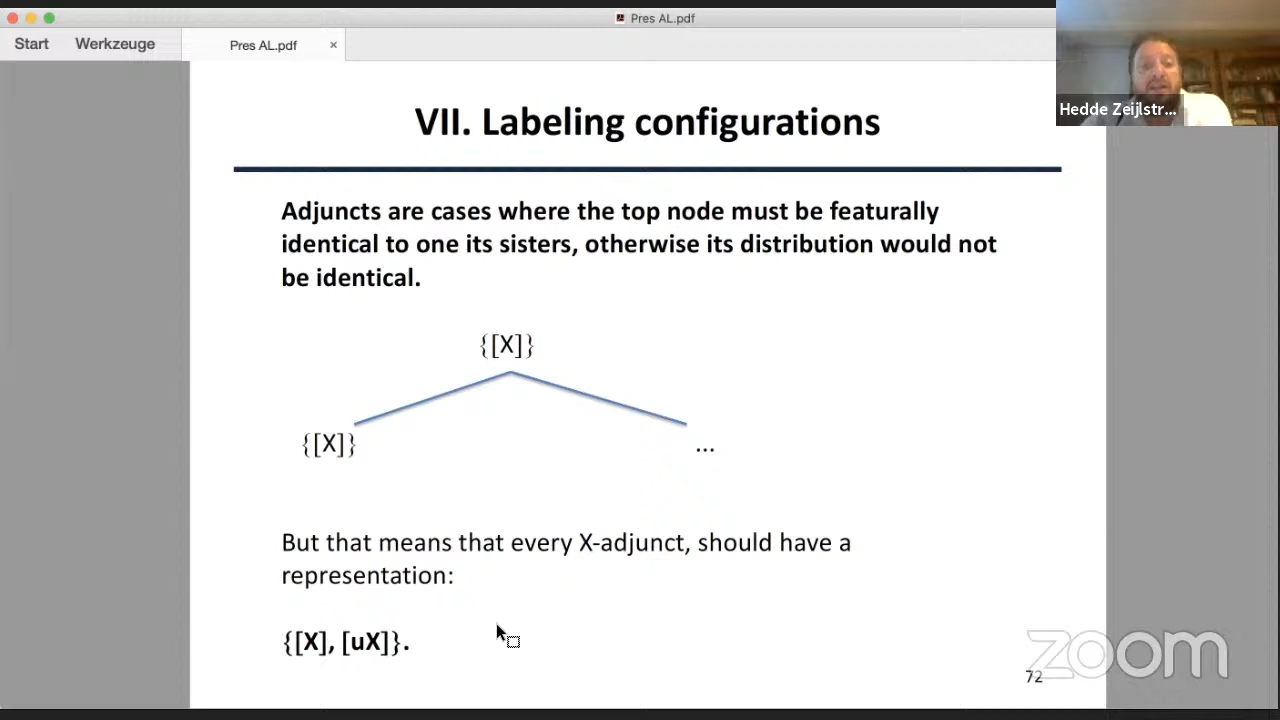 Pres AL.pdf
Start Werkzeuge Pres AL.pdf ×
Hedde Zeijlstr...
VII. Labeling configurations
Adjuncts are cases where the top node must be featurally
identical to one its sisters, otherwise its distribution would not
be identical.
{[X]}
{[X]} ...
But that means that every X-adjunct, should have a
representation:
{[X], [uX]}.
zoom
72